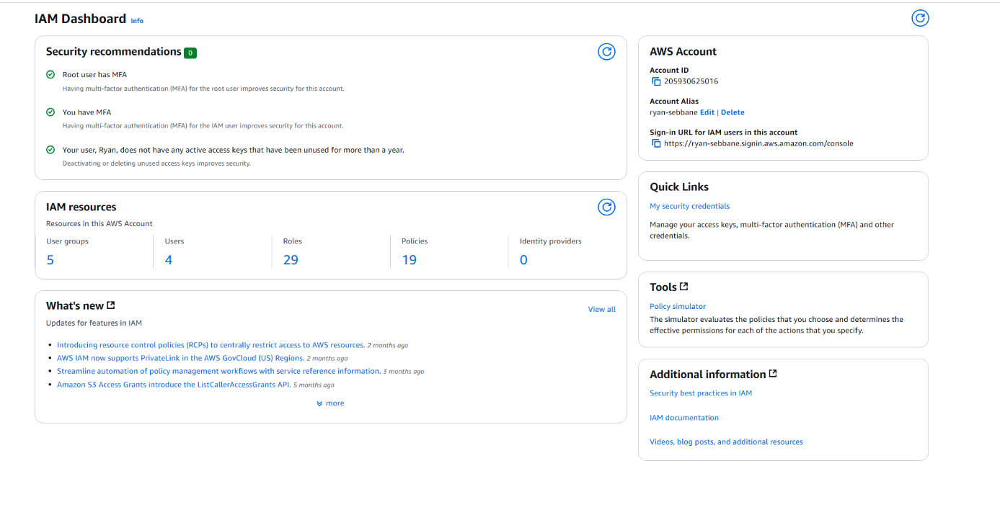 IAM Dashboard Info
Security recommendations 0
Root user has MFA
Having multi-factor authentication (MFA) for the root user improves security for this account.
You have MFA
Having multi-factor authentication (MFA) for the IAM user improves security for this account.
Your user, Ryan, does not have any active access keys that have been unused for more than a year.
Deactivating or deleting unused access keys improves security.
IAM resources
Resources in this AWS Account
User groups
5
Users
4
Roles
29
Policies
19
Identity providers
0
What's new
View all
Updates for features in IAM
Introducing resource control policies (RCPs) to centrally restrict access to AWS resources. 2 months ago
AWS IAM now supports PrivateLink in the AWS GovCloud (US) Regions. 2 months ago
Streamline automation of policy management workflows with service reference information. 3 months ago
Amazon S3 Access Grants introduce the ListCallerAccessGrants API. 5 months ago
more
AWS Account
Account ID
205930625016
Account Alias
ryan-sebbane Edit | Delete
Sign-in URL for IAM users in this account
https://ryan-sebbane.signin.aws.amazon.com/console
Quick Links
My security credentials
Manage your access keys, multi-factor authentication (MFA) and other
credentials.
Tools
Policy simulator
The simulator evaluates the policies that you choose and determines the
effective permissions for each of the actions that you specify.
Additional information
Security best practices in IAM
IAM documentation
Videos, blog posts, and additional resources